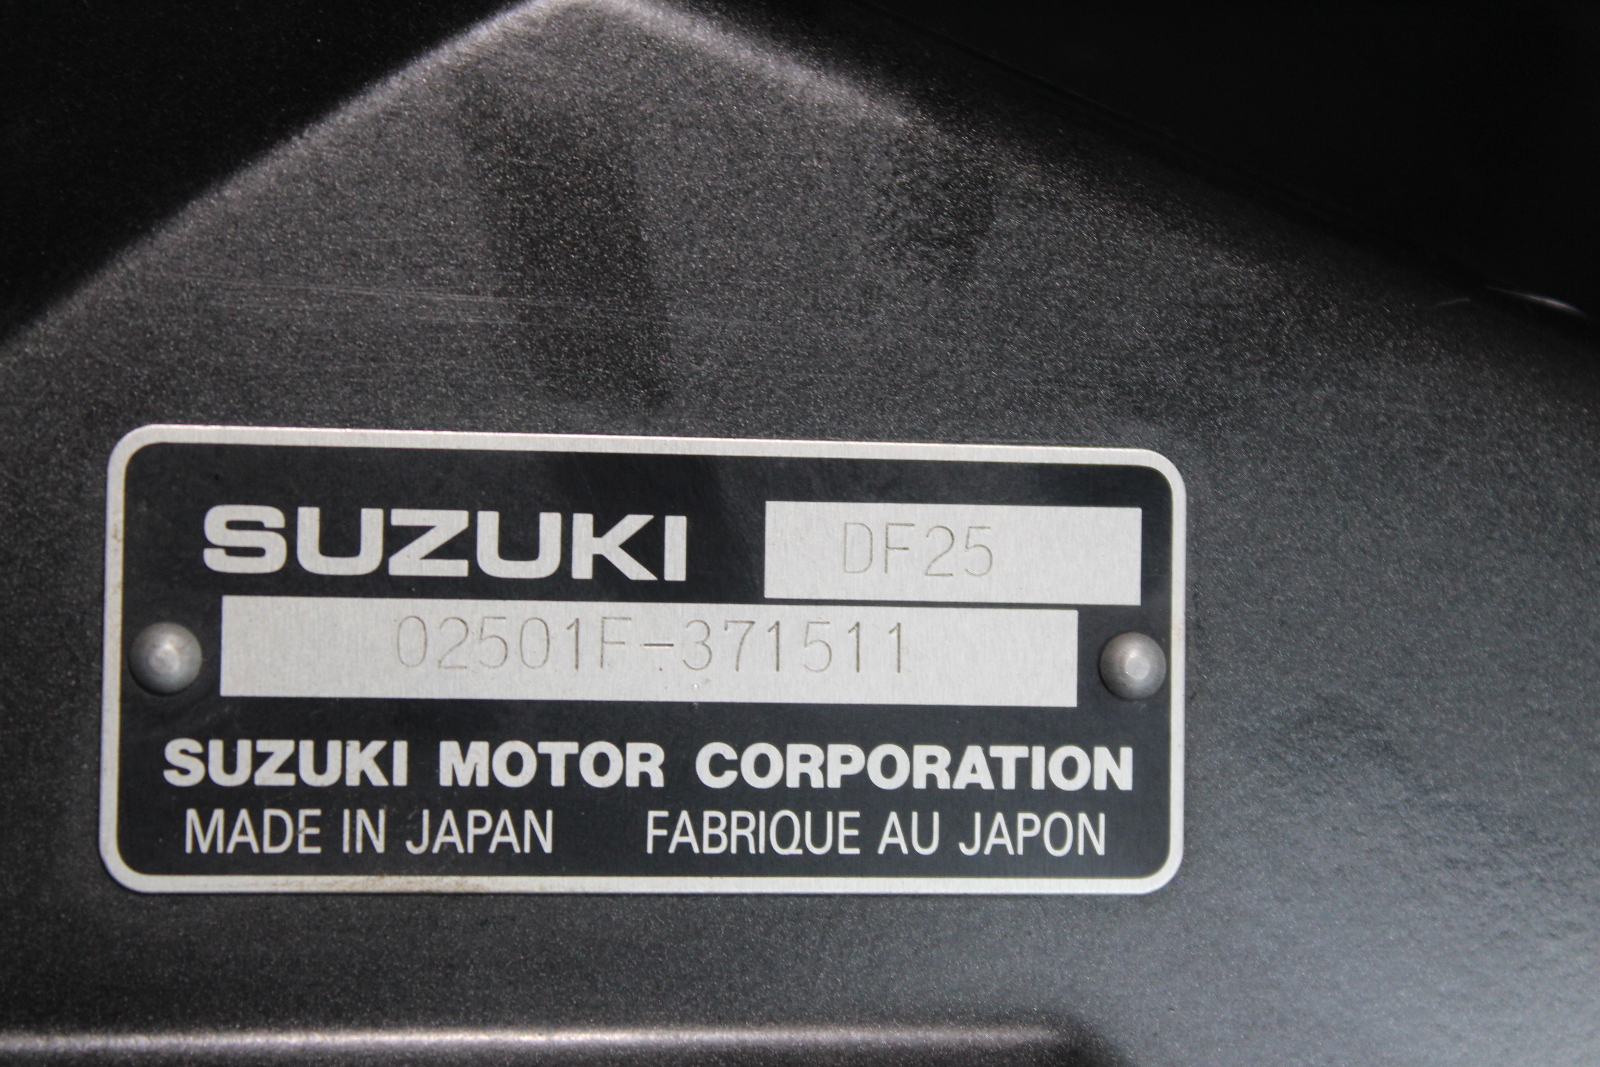 SUZUKI DF25
02501F-371511
SUZUKI MOTOR CORPORATION
MADE IN JAPAN FABRIQUE AU JAPON